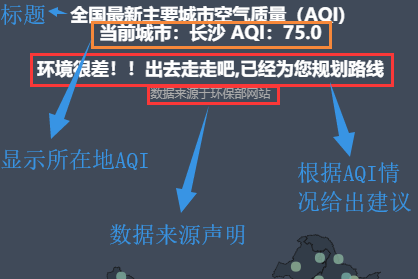 标题
全国最新主要城市空气质量（AQI）
当前城市：长沙 AQI：75.0
环境很差！！出去走走吧,已经为您规划路线
数据来源于环保部网站
显示所在地AQI
根据AQI情
况给出建议
数据来源声明